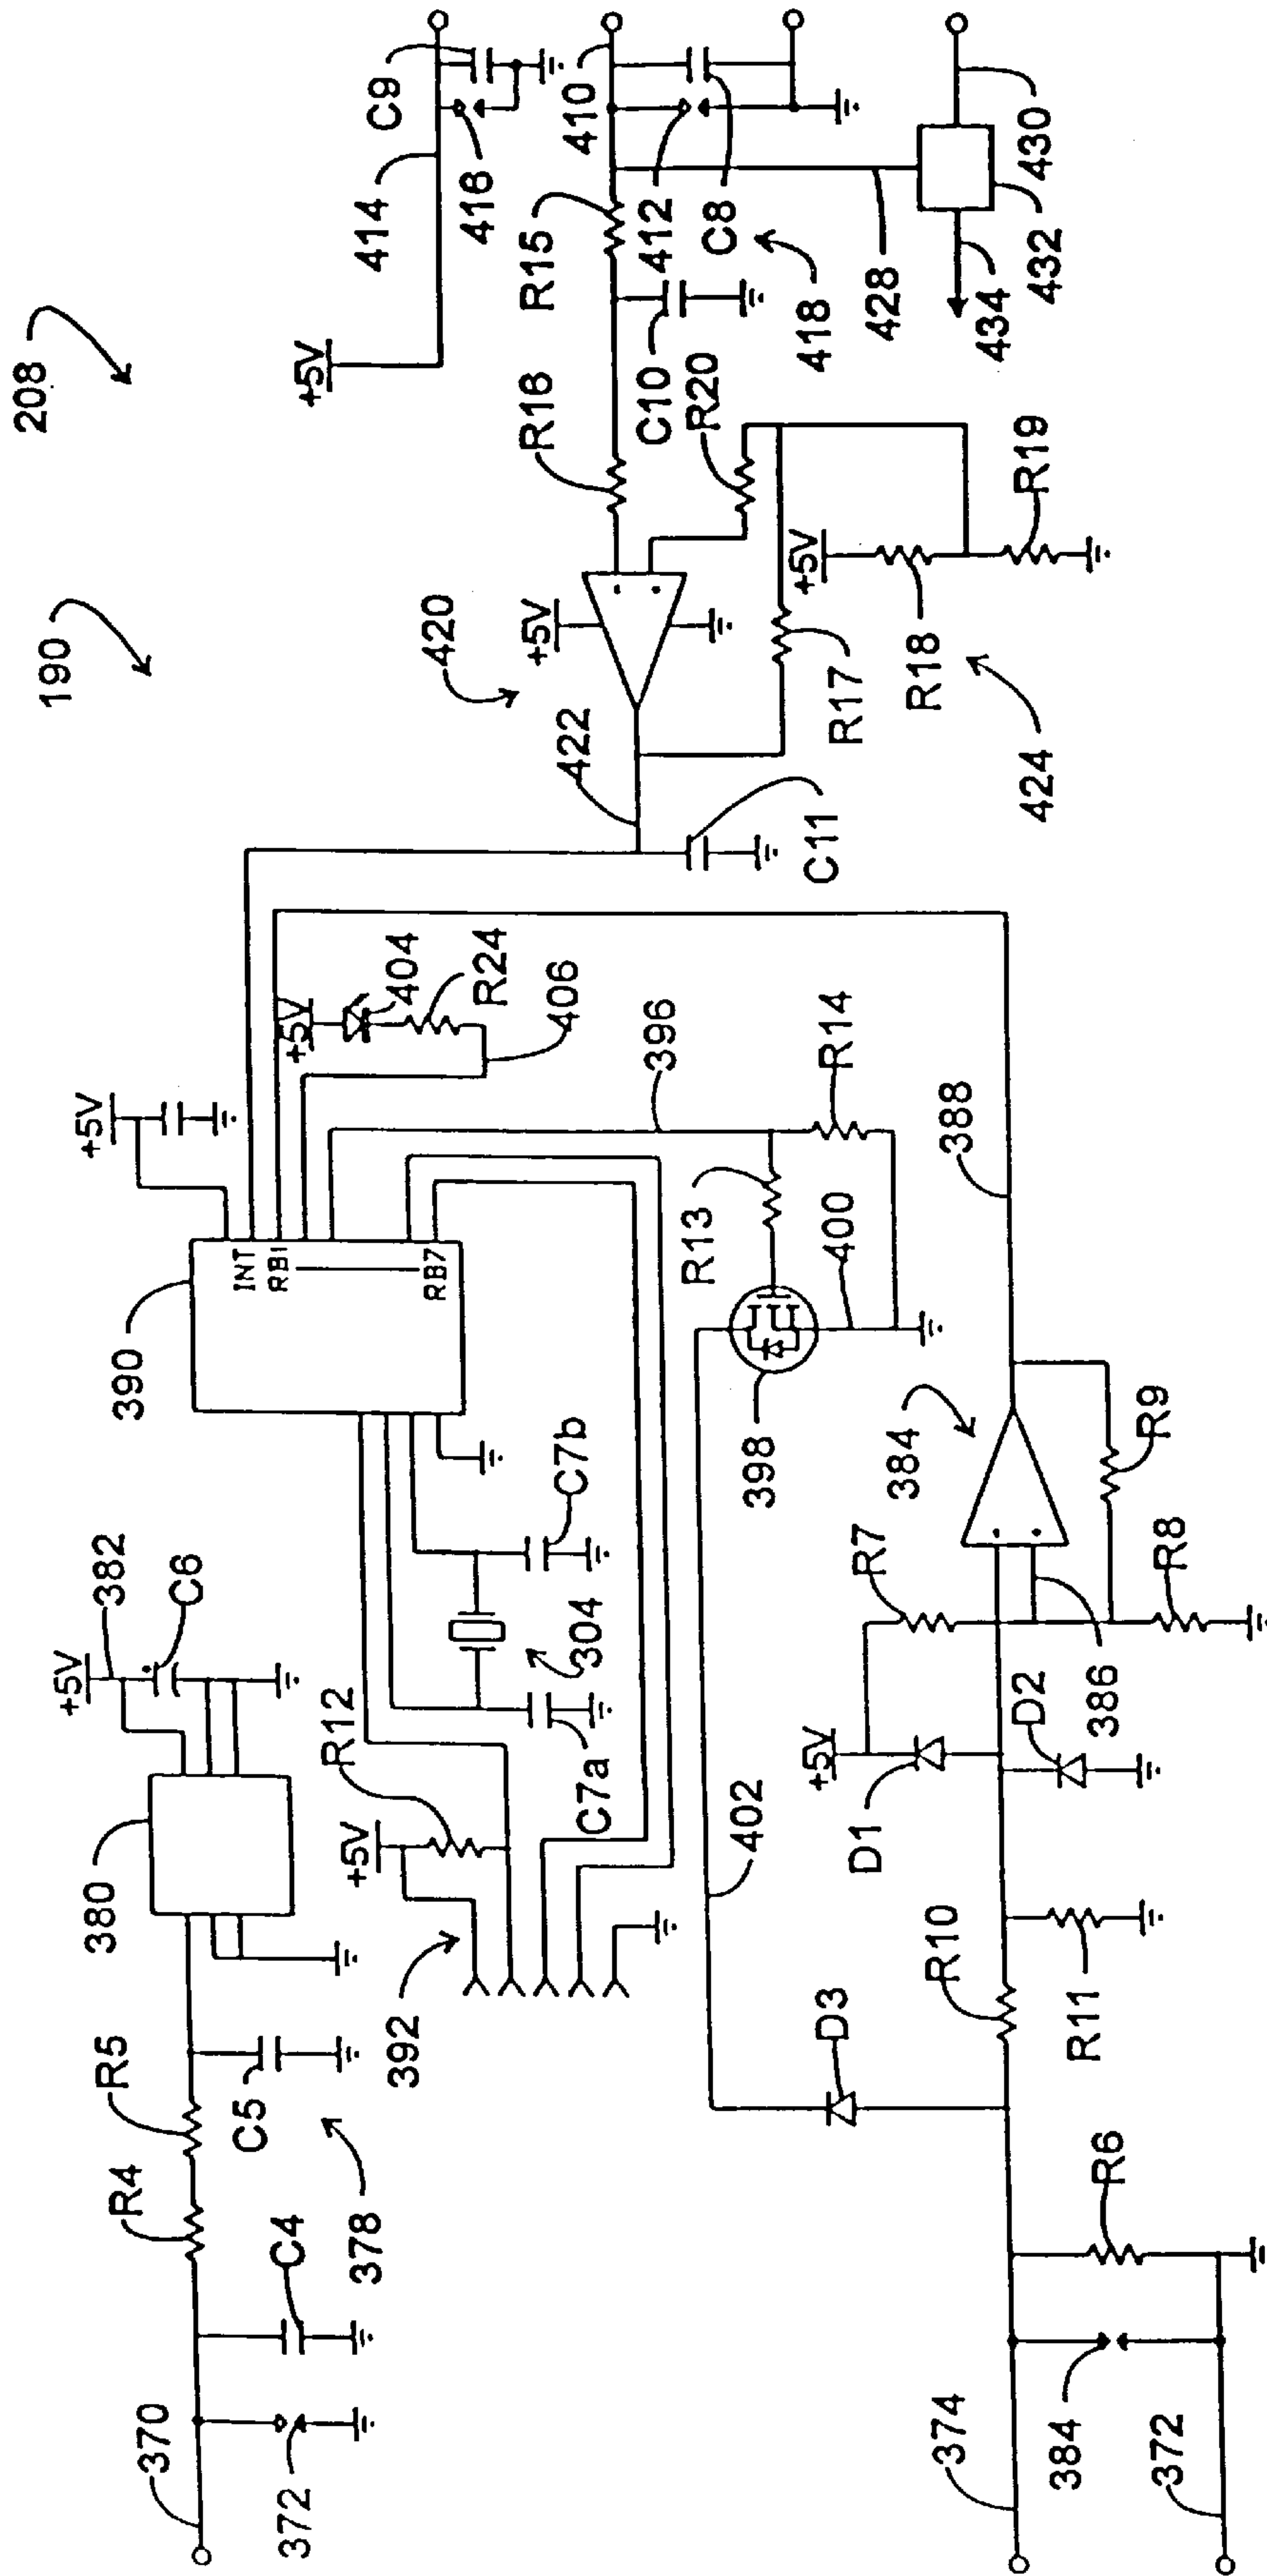 208
190
+5V
414
C9
416
410
R15
412
C8
418
428
430
432
434
C10
R16
R20
+5V
420
422
R17
+5V
R18
R19
424
C11
+5V
390
INT
RB1
RB7
+5V
404
R24
406
396
R14
R13
400
398
388
384
R9
R7
R8
386
+5V
D1
D2
402
D3
R10
R11
R6
374
384
372
+5V
382
C6
380
R5
R4
C5
C4
378
370
372
C7b
304
C7a
R12
+5V
392